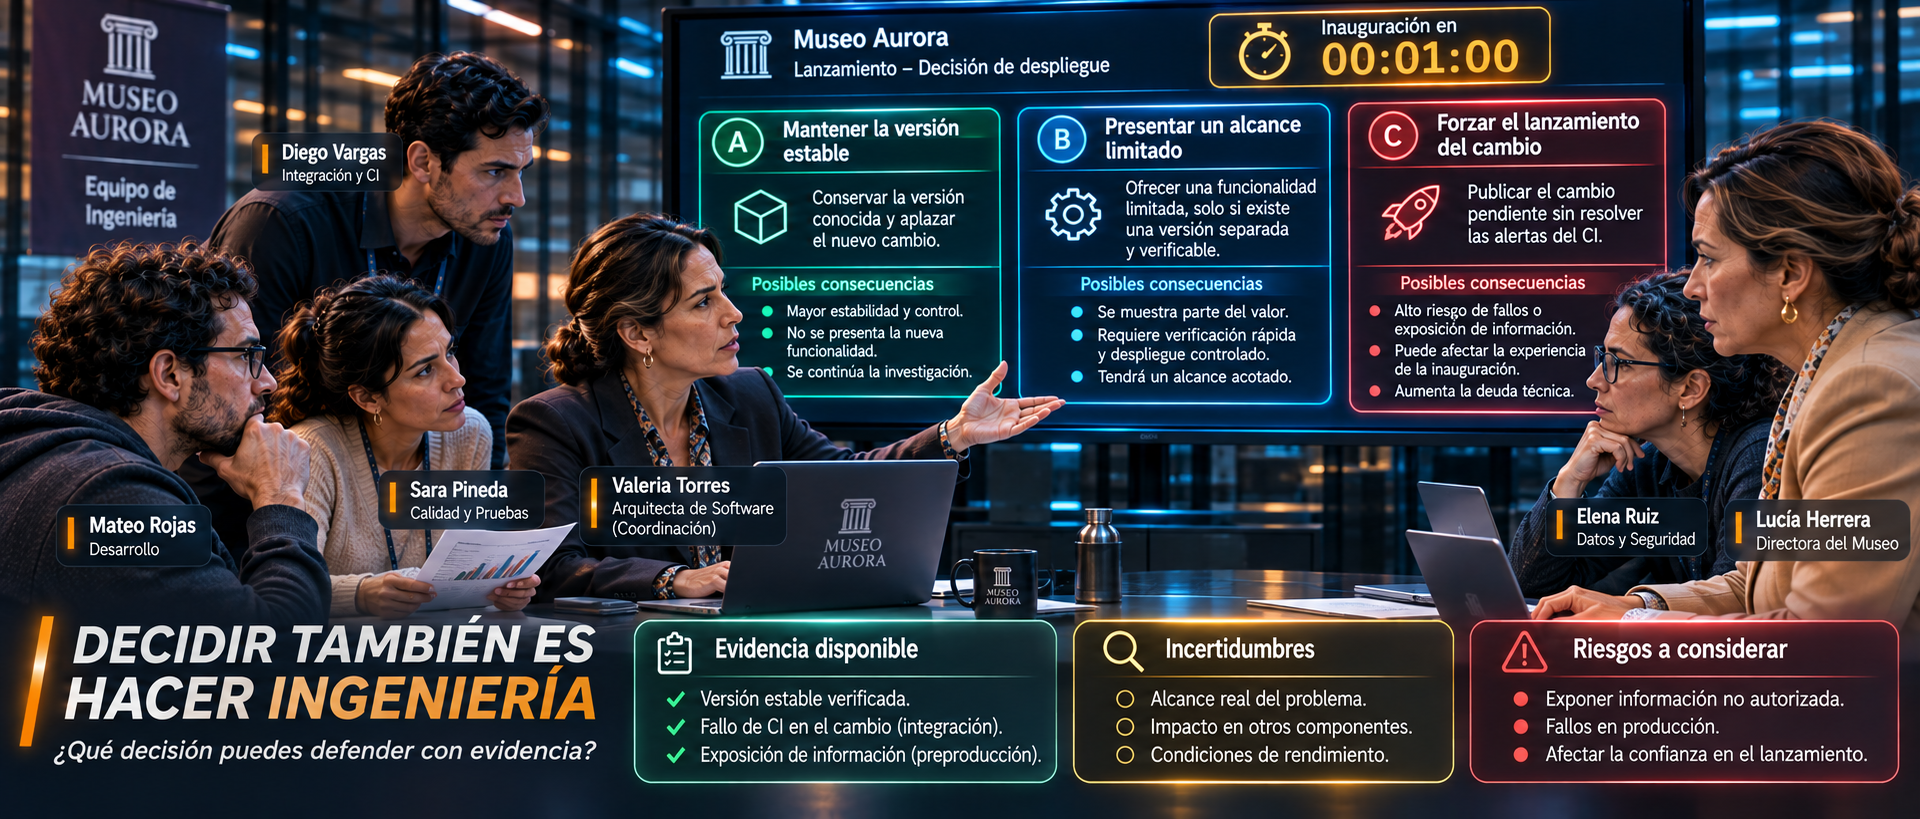 MUSEO
AURORA
Equipo de
Ingeniería
Diego Vargas
Integración y CI
Mateo Rojas
Desarrollo
Sara Pineda
Calidad y Pruebas
Valeria Torres
Arquitecta de Software
(Coordinación)
Elena Ruiz
Datos y Seguridad
Lucía Herrera
Directora del Museo
Museo Aurora
Lanzamiento – Decisión de despliegue
Inauguración en
00:01:00
A
Mantener la versión
estable
Conservar la versión
conocida y aplazar
el nuevo cambio.
Posibles consecuencias
Mayor estabilidad y control.
No se presenta la nueva
funcionalidad.
Se continúa la investigación.
B
Presentar un alcance
limitado
Ofrecer una funcionalidad
limitada, solo si existe
una versión separada
y verificable.
Posibles consecuencias
Se muestra parte del valor.
Requiere verificación rápida
y despliegue controlado.
Tendrá un alcance acotado.
C
Forzar el lanzamiento
del cambio
Publicar el cambio
pendiente sin resolver
las alertas del CI.
Posibles consecuencias
Alto riesgo de fallos o
exposición de información.
Puede afectar la experiencia
de la inauguración.
Aumenta la deuda técnica.
MUSEO
AURORA
MUSEO
AURORA
DECIDIR TAMBIÉN ES
HACER INGENIERÍA
¿Qué decisión puedes defender con evidencia?
Evidencia disponible
Versión estable verificada.
Fallo de CI en el cambio (integración).
Exposición de información (preproducción).
Incertidumbres
Alcance real del problema.
Impacto en otros componentes.
Condiciones de rendimiento.
Riesgos a considerar
Exponer información no autorizada.
Fallos en producción.
Afectar la confianza en el lanzamiento.